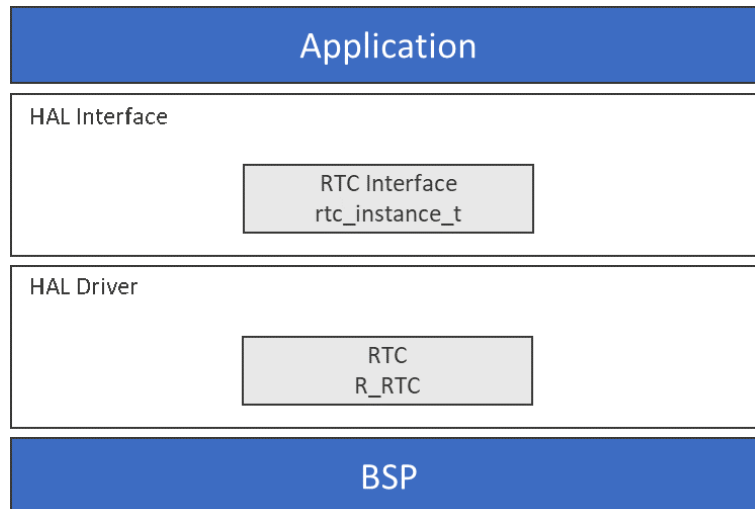 Application
HAL Interface
RTC Interface
rtc_instance_t
HAL Driver
RTC
R_RTC
BSP